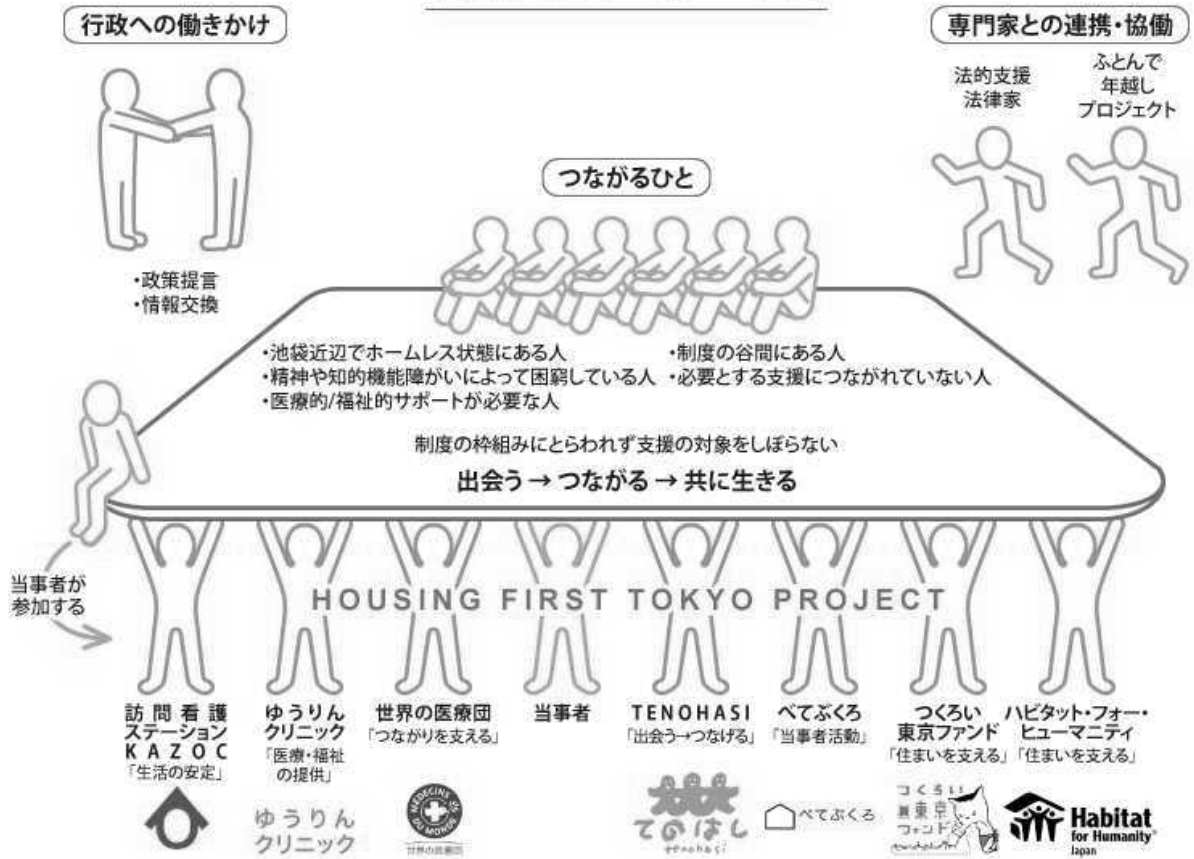 行政への働きかけ
・政策提言
・情報交換
つながるひと
専門家との連携・協働
法的支援
法律家
ふとんで
年越し
プロジェクト
・池袋近辺でホームレス状態にある人
・精神や知的機能障がいによって困窮している人
・医療的/福祉的サポートが必要な人
・制度の谷間にある人
・必要とする支援につながれていない人
制度の枠組みにとらわれず支援の対象をしぼらない
出会う → つながる → 共に生きる
当事者が
参加する
HOUSING FIRST TOKYO PROJECT
訪問看護
ステーション
KAZOC
「生活の安定」
ゆうりん
クリニック
「医療・福祉
の提供」
ゆうりん
クリニック
世界の医療団
「つながりを支える」
MEDECINS DU MONDE
世界の医療団
当事者
TENOHASI
「出会う→つなげる」
てのはし
tenohasi
べてぶくろ
「当事者活動」
べてぶくろ
つくろい
東京ファンド
「住まいを支える」
つくろい
東京
ファンド
ハビタット・フォー・
ヒューマニティ
「住まいを支える」
Habitat
for Humanity®
Japan